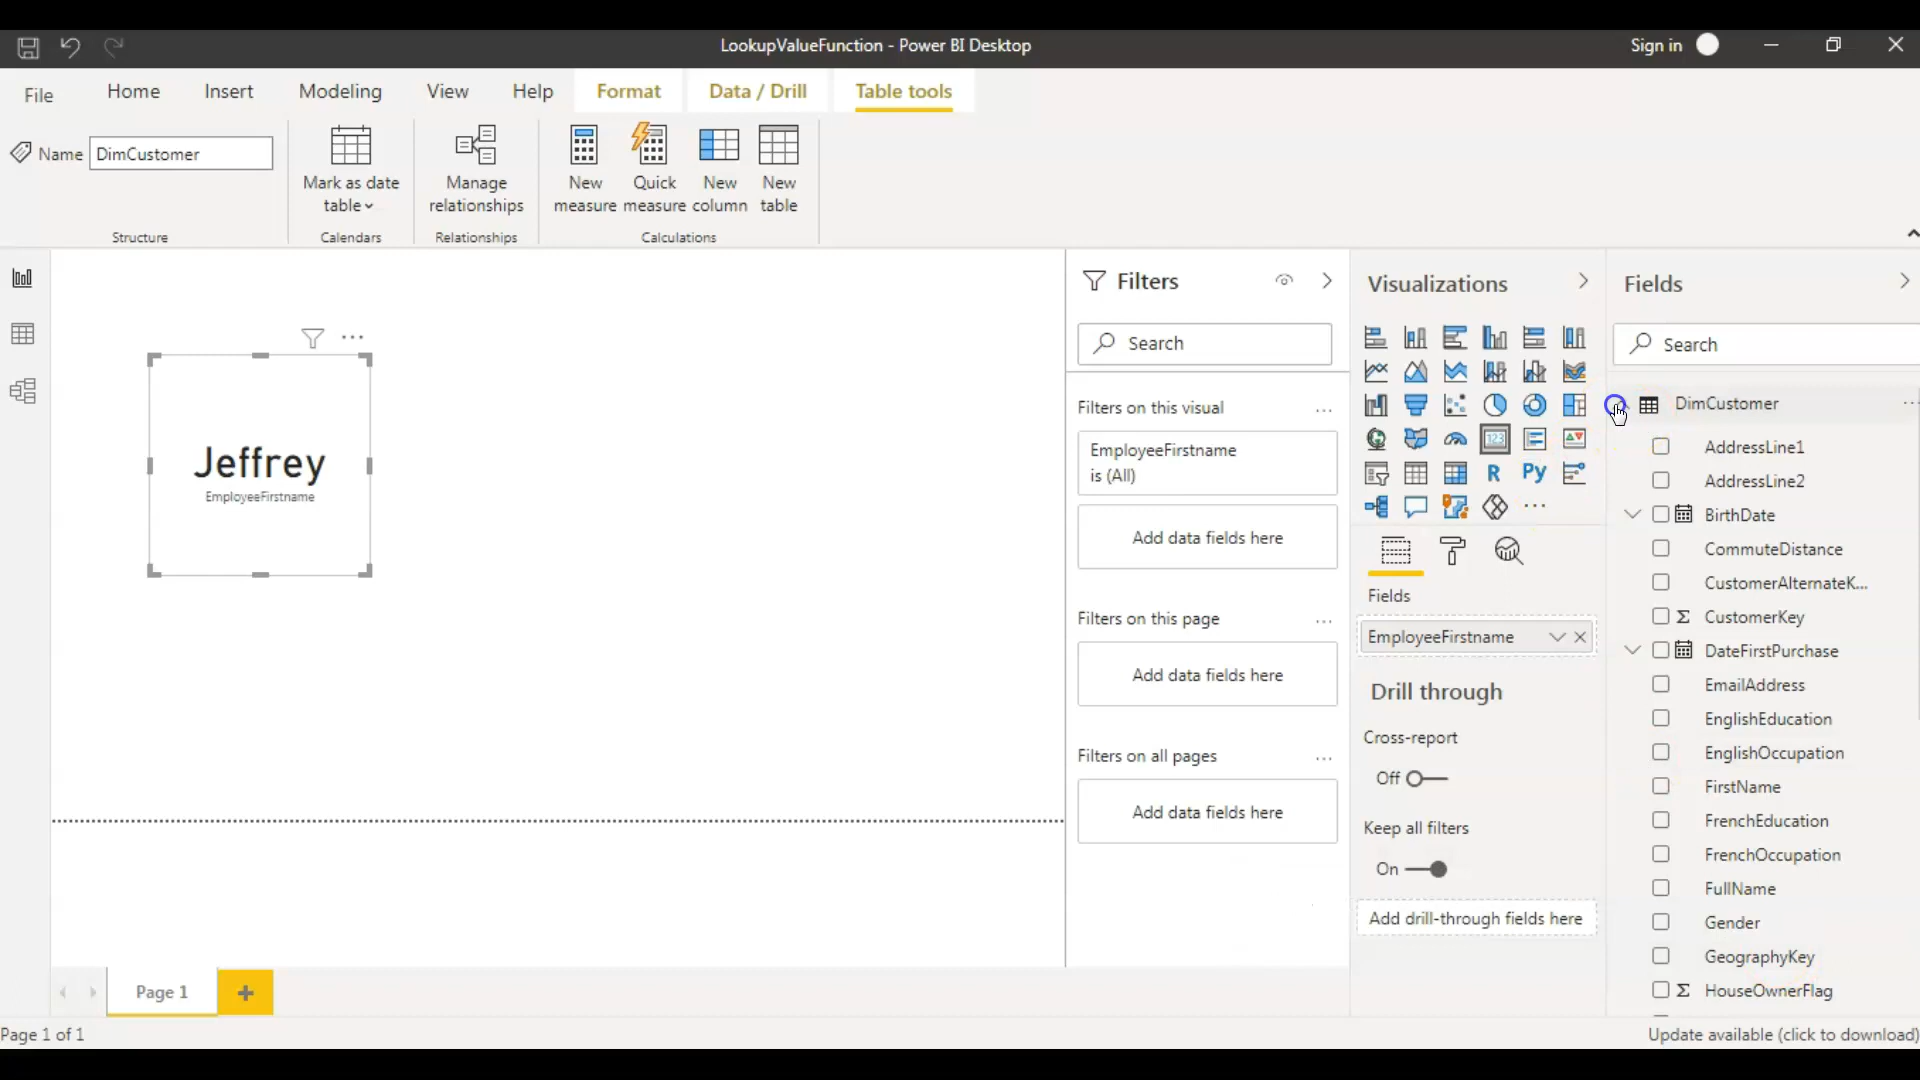 LookupValueFunction - Power BI Desktop
Sign in
File
Home
Insert
Modeling
View
Help
Format
Data / Drill
Table tools
Name
DimCustomer
Mark as date
table
Manage
relationships
New
measure
Quick
measure
New
column
New
table
Structure
Calendars
Relationships
Calculations
Jeffrey
EmployeeFirstname
Filters
Search
Filters on this visual
...
EmployeeFirstname
is (All)
Add data fields here
Filters on this page
...
Add data fields here
Filters on all pages
...
Add data fields here
Visualizations
123
R
Py
...
Fields
EmployeeFirstname
Drill through
Cross-report
Off
Keep all filters
On
Add drill-through fields here
Fields
Search
DimCustomer
AddressLine1
AddressLine2
BirthDate
CommuteDistance
CustomerAlternateK...
Σ CustomerKey
DateFirstPurchase
EmailAddress
EnglishEducation
EnglishOccupation
FirstName
FrenchEducation
FrenchOccupation
FullName
Gender
GeographyKey
Σ HouseOwnerFlag
Page 1
+
Page 1 of 1
Update available (click to download)